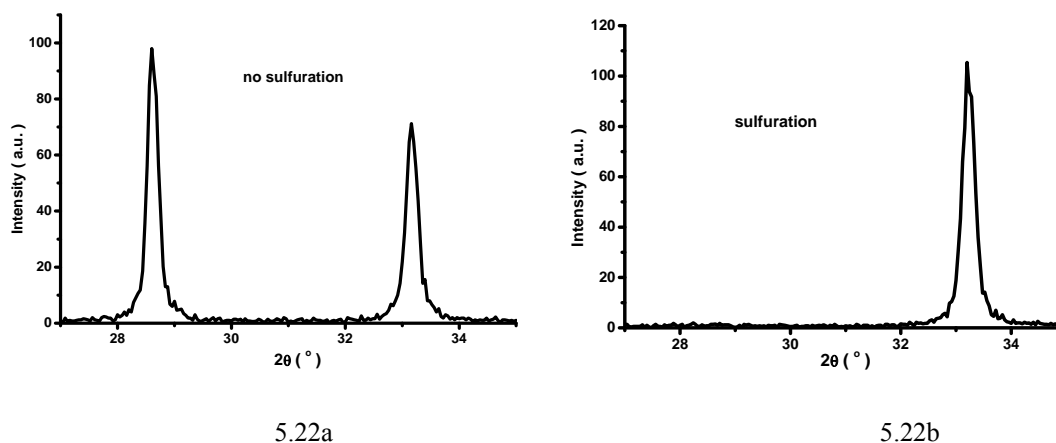 100
80
60
40
20
0
Intensity ( a.u. )
no sulfuration
28 30 32 34
2θ ( ° )
120
100
80
60
40
20
0
Intensity ( a.u. )
sulfuration
28 30 32 34
2θ ( ° )
5.22a 5.22b